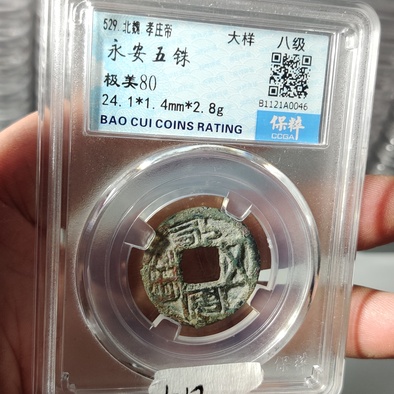 529. 北魏 孝庄帝 大样 八级
永安五铢
极美80
24.1*1.4mm*2.8g
B1121A0046
BAO CUI COINS RATING
保粹
CCGA